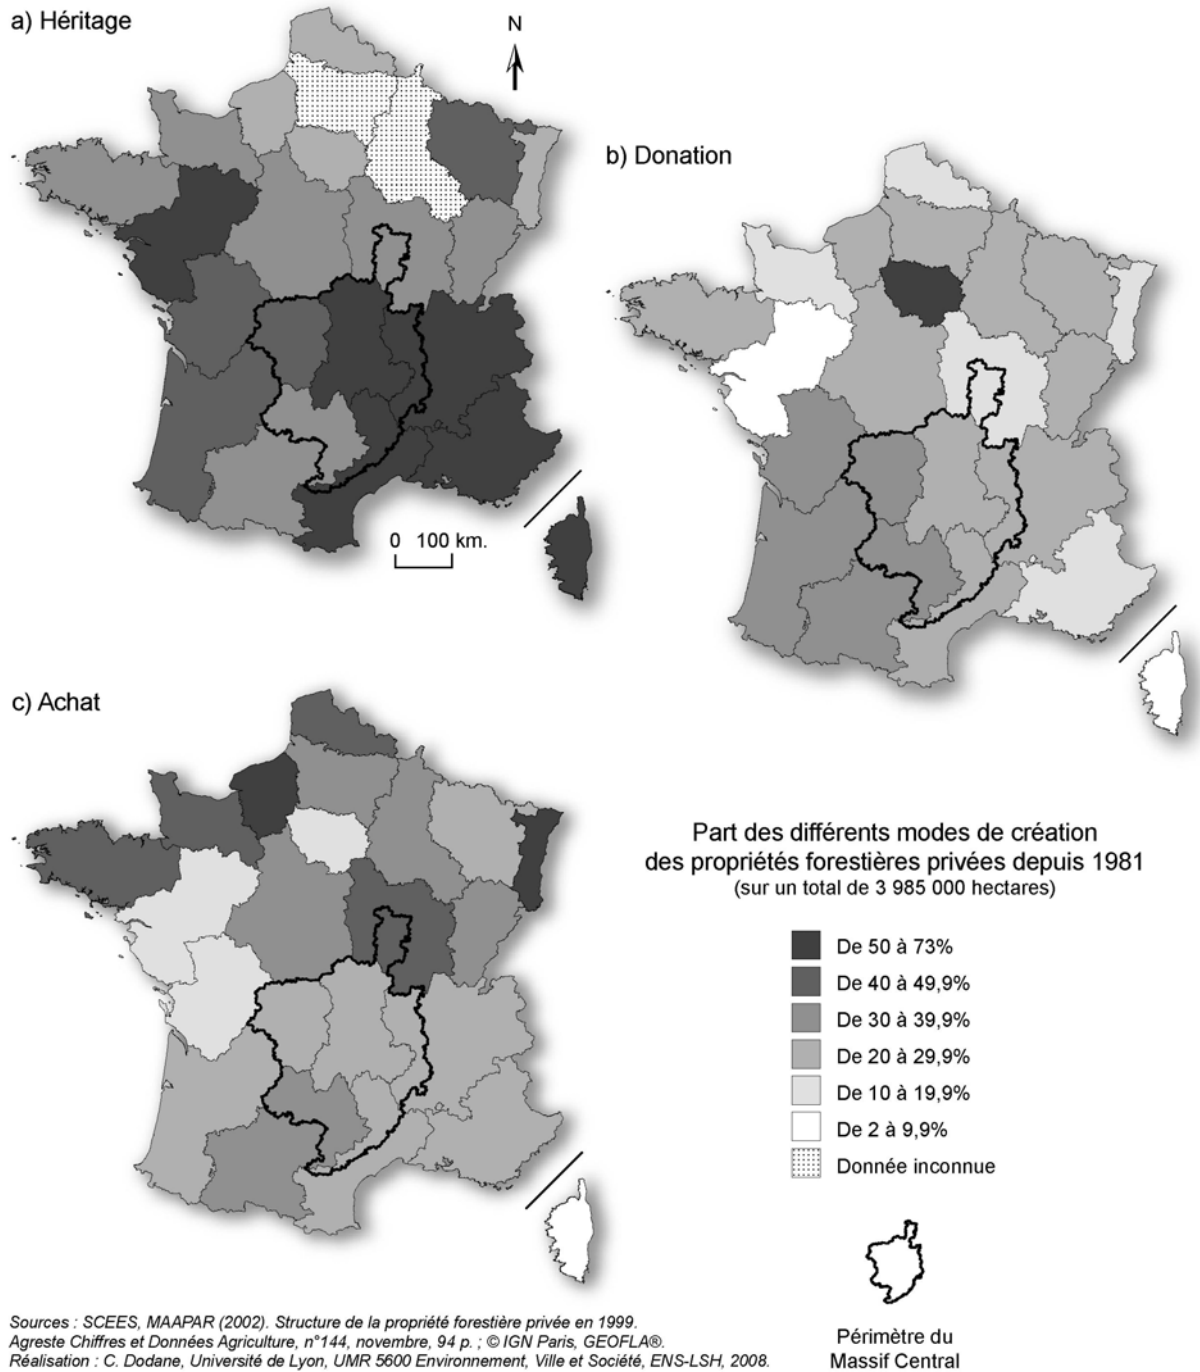 a) Héritage
N
b) Donation
0 100 km.
c) Achat
Part des différents modes de création
des propriétés forestières privées depuis 1981
(sur un total de 3 985 000 hectares)
De 50 à 73%
De 40 à 49,9%
De 30 à 39,9%
De 20 à 29,9%
De 10 à 19,9%
De 2 à 9,9%
Donnée inconnue
Périmètre du
Massif Central
Sources : SCEES, MAAPAR (2002). Structure de la propriété forestière privée en 1999.
Agreste Chiffres et Données Agriculture, n°144, novembre, 94 p. ; © IGN Paris, GEOFLA®.
Réalisation : C. Dodane, Université de Lyon, UMR 5600 Environnement, Ville et Société, ENS-LSH, 2008.